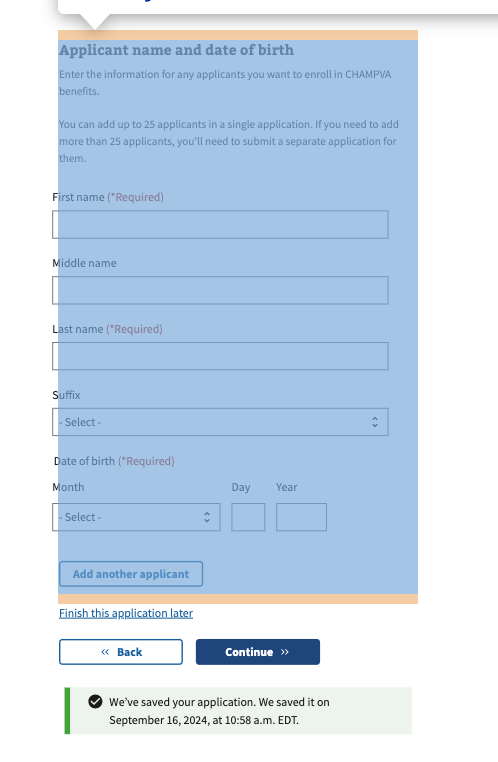 Applicant name and date of birth
Enter the information for any applicants you want to enroll in CHAMPVA
benefits.
You can add up to 25 applicants in a single application. If you need to add
more than 25 applicants, you'll need to submit a separate application for
them.
First name (*Required)
Middle name
Last name (*Required)
Suffix
- Select -
Date of birth (*Required)
Month Day Year
- Select -
Add another applicant
Finish this application later
Back Continue
We've saved your application. We saved it on
September 16, 2024, at 10:58 a.m. EDT.